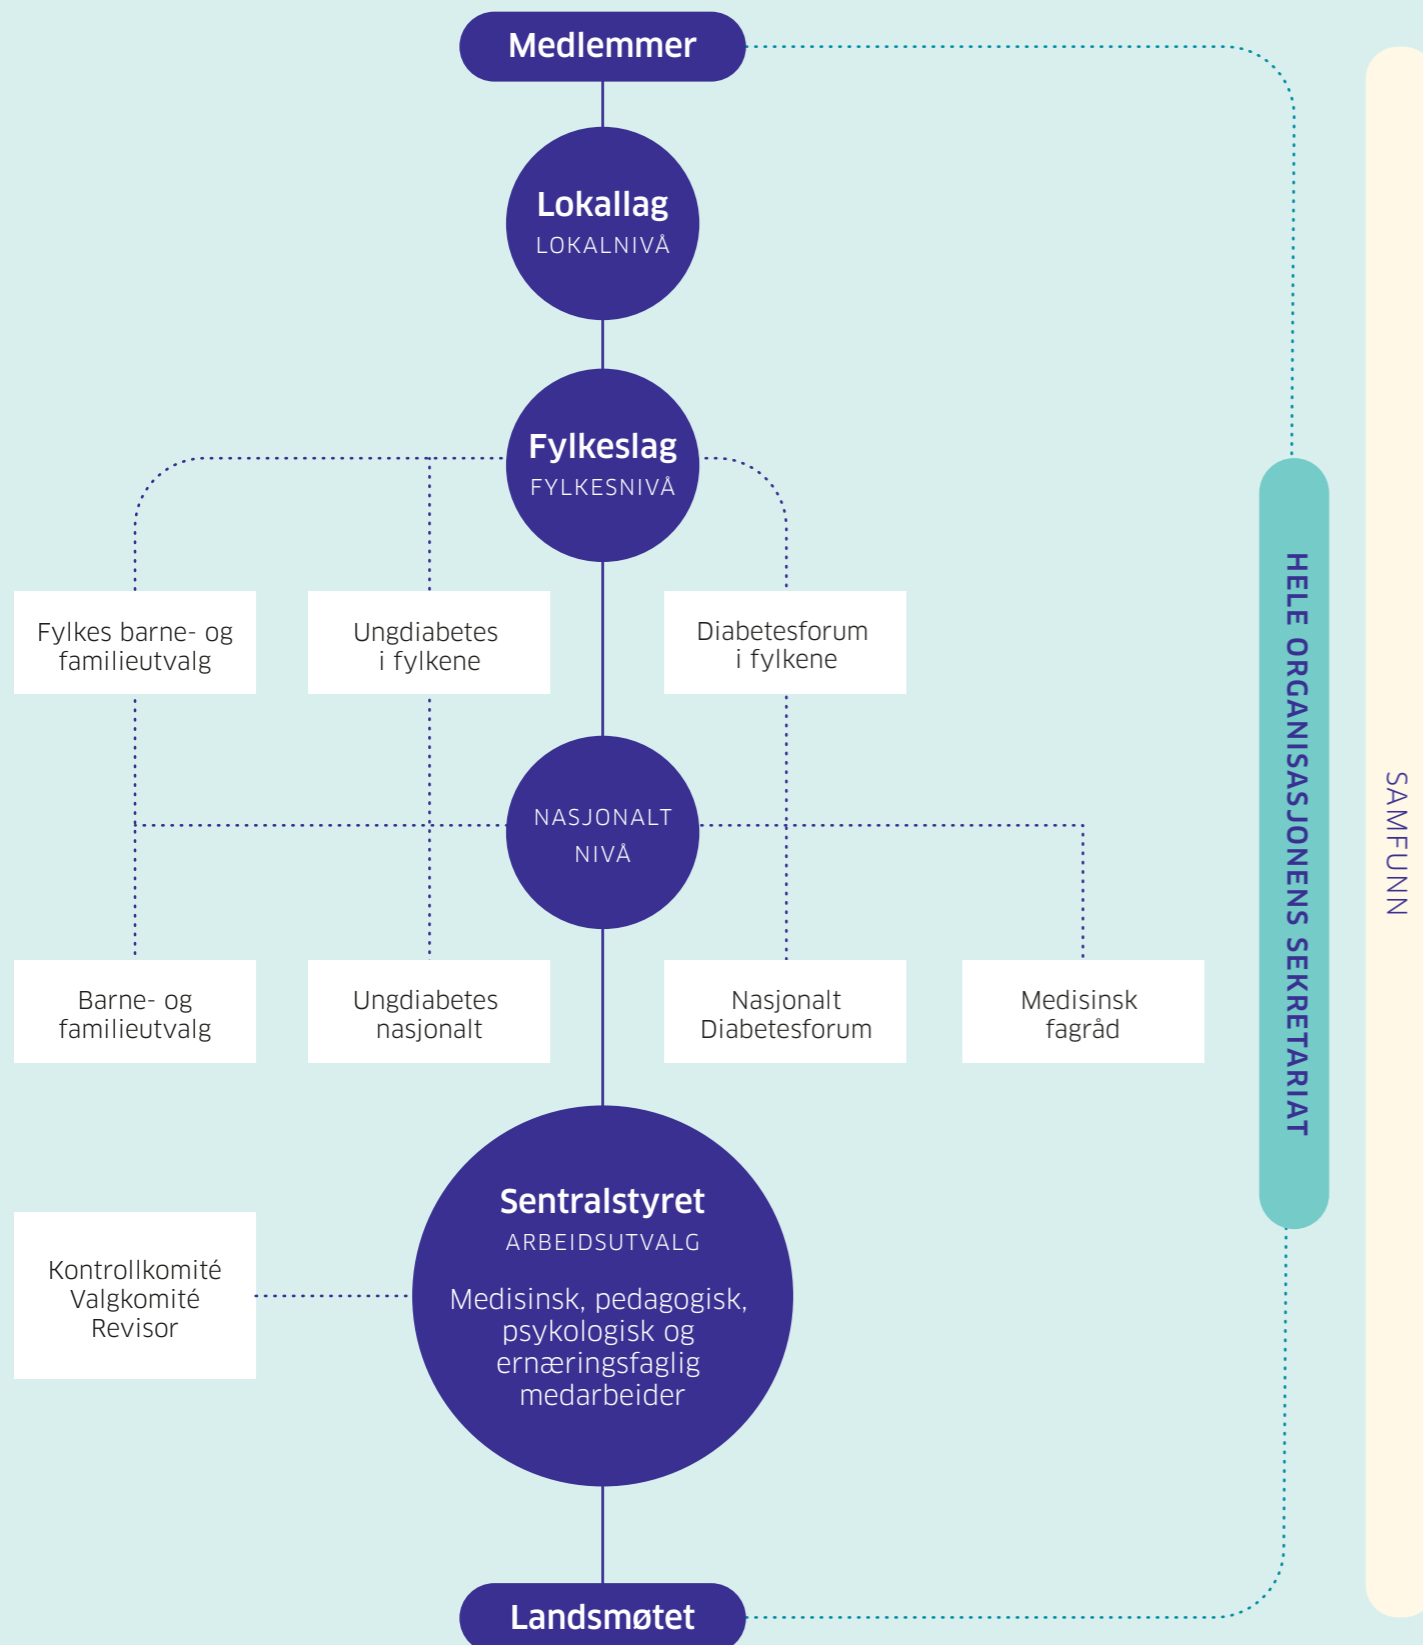 Medlemmer
Lokallag
LOKALNIVÅ
Fylkeslag
FYLKESNIVÅ
Fylkes barne- og
familieutvalg
Ungdiabetes
i fylkene
Diabetesforum
i fylkene
NASJONALT
NIVÅ
Barne- og
familieutvalg
Ungdiabetes
nasjonalt
Nasjonalt
Diabetesforum
Medisinsk
fagråd
Sentralstyret
ARBEIDSUTVALG
Medisinsk, pedagogisk,
psykologisk og
ernæringsfaglig
medarbeider
Kontrollkomité
Valgkomité
Revisor
Landsmøtet
HELE ORGANISASJONENS SEKRETARIAT
SAMFUNN